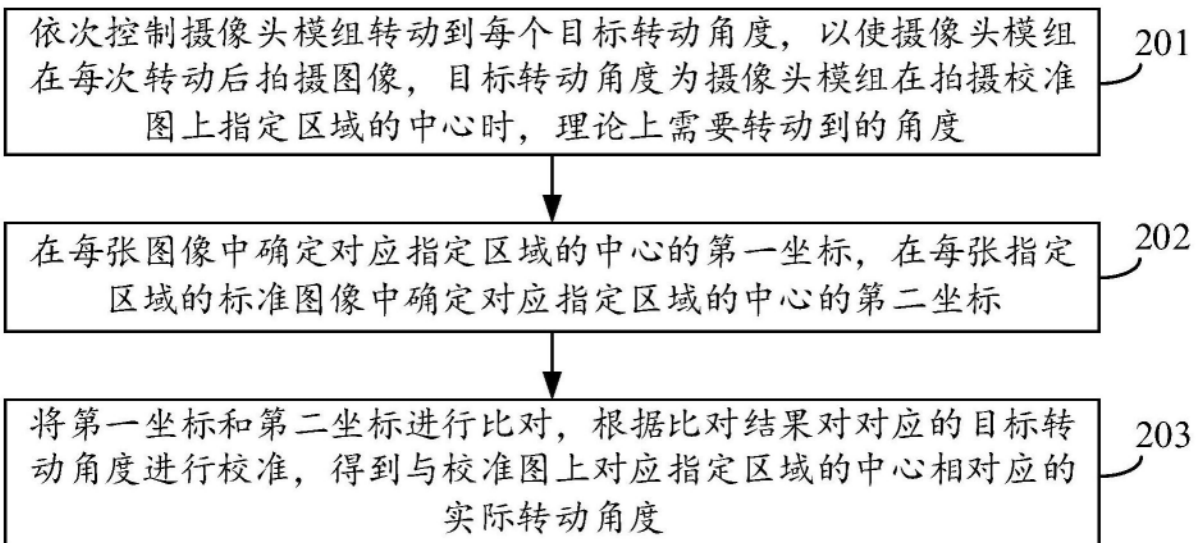 依次控制摄像头模组转动到每个目标转动角度，以使摄像头模组
在每次转动后拍摄图像，目标转动角度为摄像头模组在拍摄校准
图上指定区域的中心时，理论上需要转动到的角度
201
在每张图像中确定对应指定区域的中心的第一坐标，在每张指定
区域的标准图像中确定对应指定区域的中心的第二坐标
202
将第一坐标和第二坐标进行比对，根据比对结果对对应的目标转
动角度进行校准，得到与校准图上对应指定区域的中心相对应的
实际转动角度
203